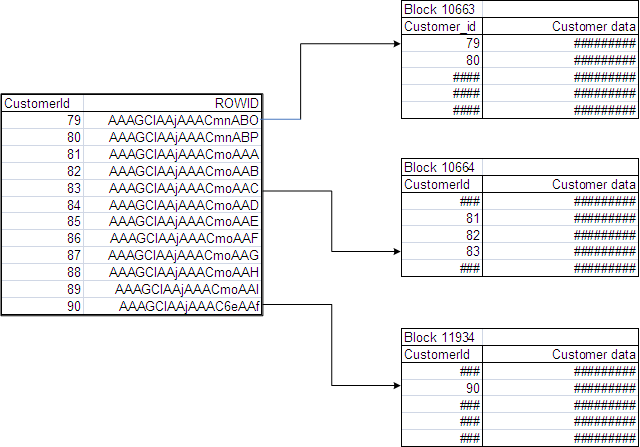 CustomerId ROWID
79 AAAGCIAAjAAACmnABO
80 AAAGCIAAjAAACmnABP
81 AAAGCIAAjAAACmoAAA
82 AAAGCIAAjAAACmoAAB
83 AAAGCIAAjAAACmoAAC
84 AAAGCIAAjAAACmoAAD
85 AAAGCIAAjAAACmoAAE
86 AAAGCIAAjAAACmoAAF
87 AAAGCIAAjAAACmoAAG
88 AAAGCIAAjAAACmoAAH
89 AAAGCIAAjAAACmoAAI
90 AAAGCIAAjAAAC6eAAf
Block 10663
Customer_id Customer data
79 #########
80 #########
#### #########
#### #########
#### #########
Block 10664
CustomerId Customer data
### #########
81 #########
82 #########
83 #########
### #########
Block 11934
CustomerId Customer data
### #########
90 #########
### #########
### #########
### #########